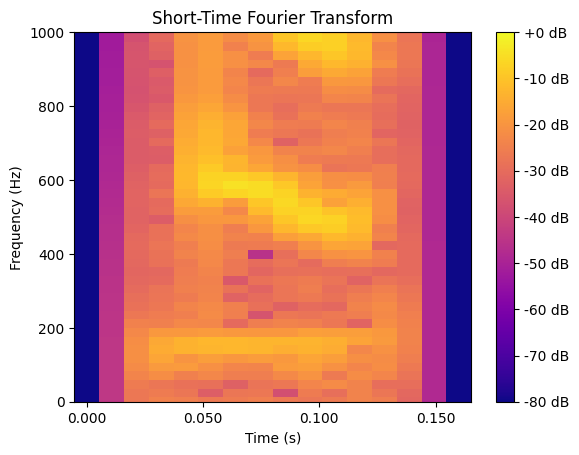 Short-Time Fourier Transform
1000
800
600
400
200
0
Frequency (Hz)
0.000
0.050
0.100
0.150
Time (s)
+0 dB
-10 dB
-20 dB
-30 dB
-40 dB
-50 dB
-60 dB
-70 dB
-80 dB